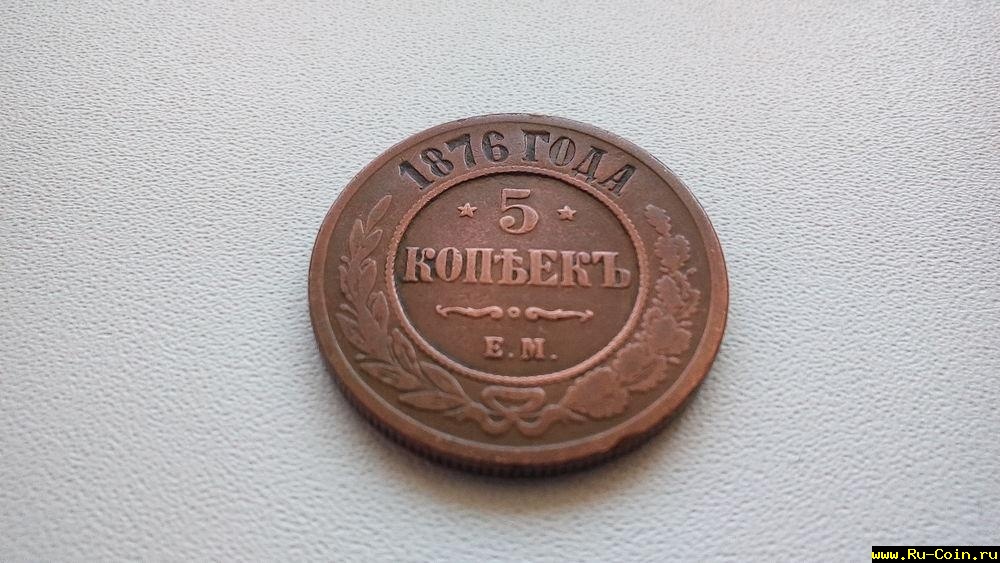 1876 ГОДА
* 5 *
КОПѢЕКЪ
Е.М.
www.Ru-Coin.ru